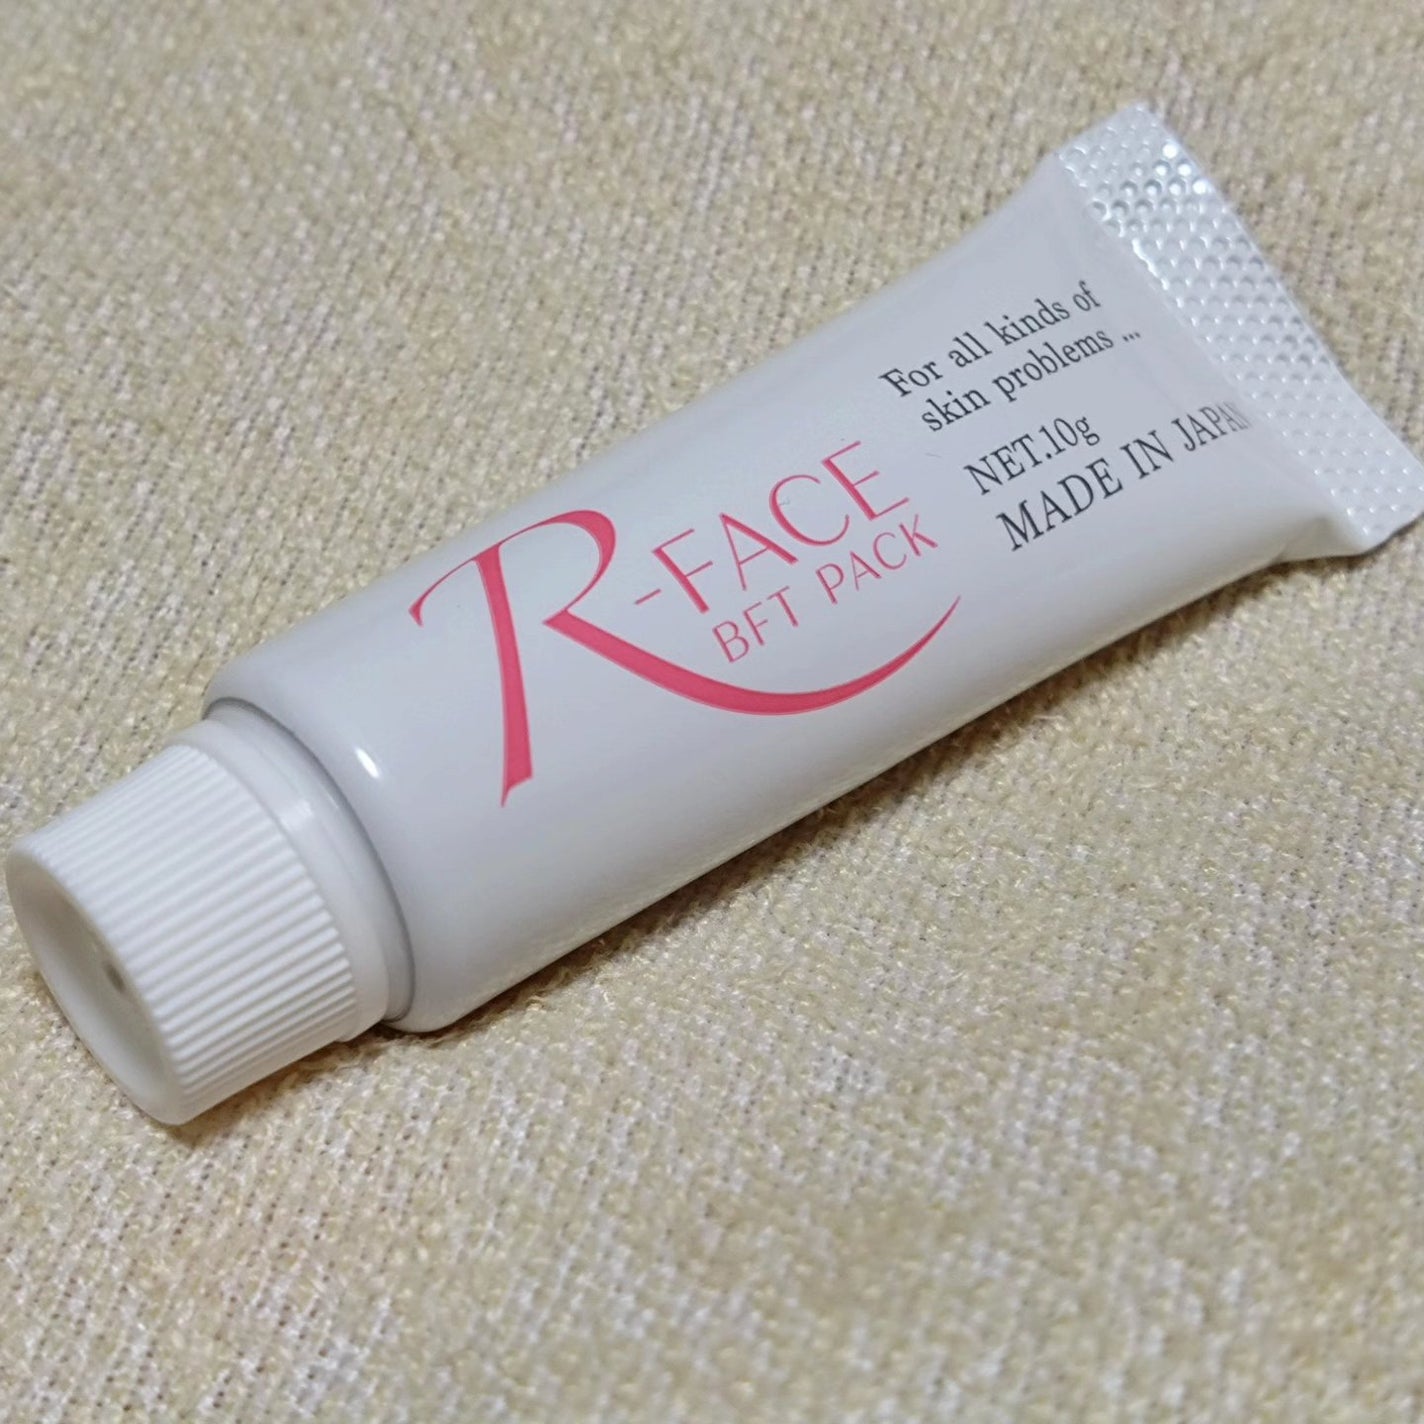 R-FACE
BFT PACK
For all kinds of
skin problems ...
NET.10g
MADE IN JAPAN